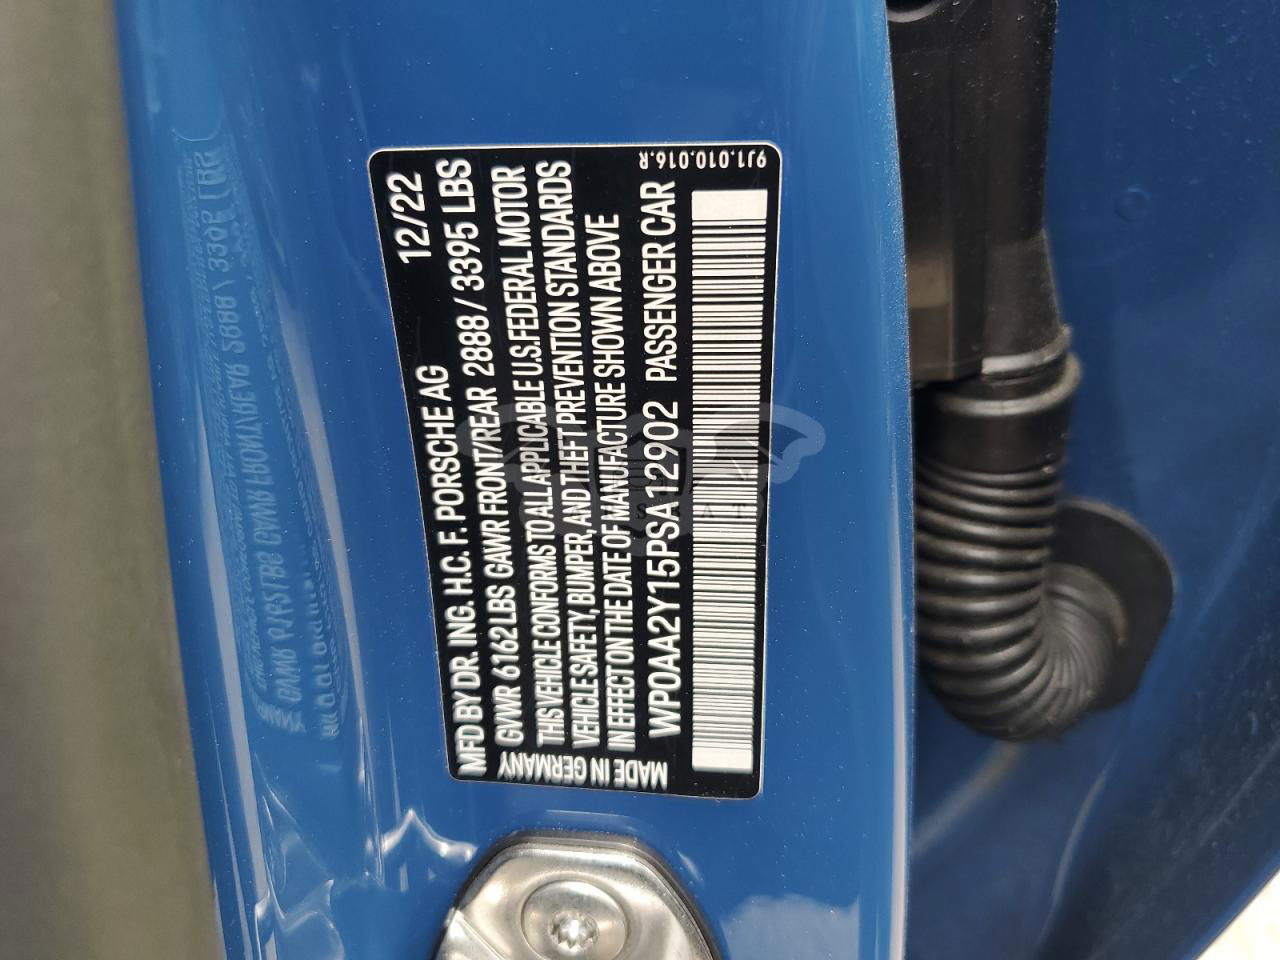 MFD BY DR. ING. H.C. F. PORSCHE AG 12/22
GVWR 6162 LBS GAWR FRONT/REAR 2888 / 3395 LBS
THIS VEHICLE CONFORMS TO ALL APPLICABLE U.S. FEDERAL MOTOR
VEHICLE SAFETY, BUMPER, AND THEFT PREVENTION STANDARDS
IN EFFECT ON THE DATE OF MANUFACTURE SHOWN ABOVE
WP0AA2Y15PSA12902 PASSENGER CAR
MADE IN GERMANY
9J1.010.016.R